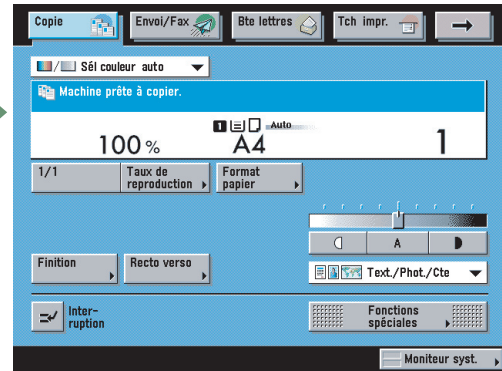 Copie Envoi/Fax Bte lettres Tch impr.
Sél couleur auto
Machine prête à copier.
1 Auto
100 % A4 1
1/1 Taux de reproduction Format papier
A
Finition Recto verso
Text./Phot./Cte
Inter-
ruption
Fonctions
spéciales
Moniteur syst.